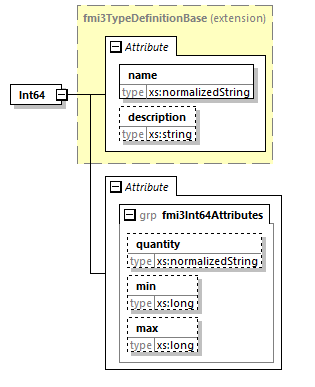 fmi3TypeDefinitionBase (extension)
Attribute
name
type xs:normalizedString
Int64
description
type xs:string
Attribute
grp fmi3Int64Attributes
quantity
type xs:normalizedString
min
type xs:long
max
type xs:long